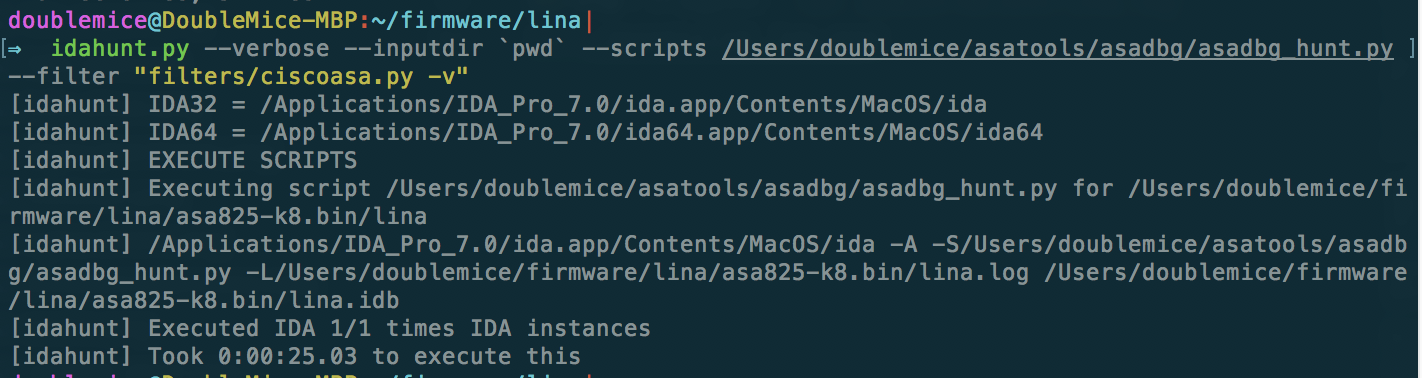 doublemice@DoubleMice-MBP:~/firmware/lina|
[⇒  idahunt.py --verbose --inputdir `pwd` --scripts /Users/doublemice/asatools/asadbg/asadbg_hunt.py ]
--filter "filters/ciscoasa.py -v"
[idahunt] IDA32 = /Applications/IDA_Pro_7.0/ida.app/Contents/MacOS/ida
[idahunt] IDA64 = /Applications/IDA_Pro_7.0/ida64.app/Contents/MacOS/ida64
[idahunt] EXECUTE SCRIPTS
[idahunt] Executing script /Users/doublemice/asatools/asadbg/asadbg_hunt.py for /Users/doublemice/fi
rmware/lina/asa825-k8.bin/lina
[idahunt] /Applications/IDA_Pro_7.0/ida.app/Contents/MacOS/ida -A -S/Users/doublemice/asatools/asadb
g/asadbg_hunt.py -L/Users/doublemice/firmware/lina/asa825-k8.bin/lina.log /Users/doublemice/firmware
/lina/asa825-k8.bin/lina.idb
[idahunt] Executed IDA 1/1 times IDA instances
[idahunt] Took 0:00:25.03 to execute this